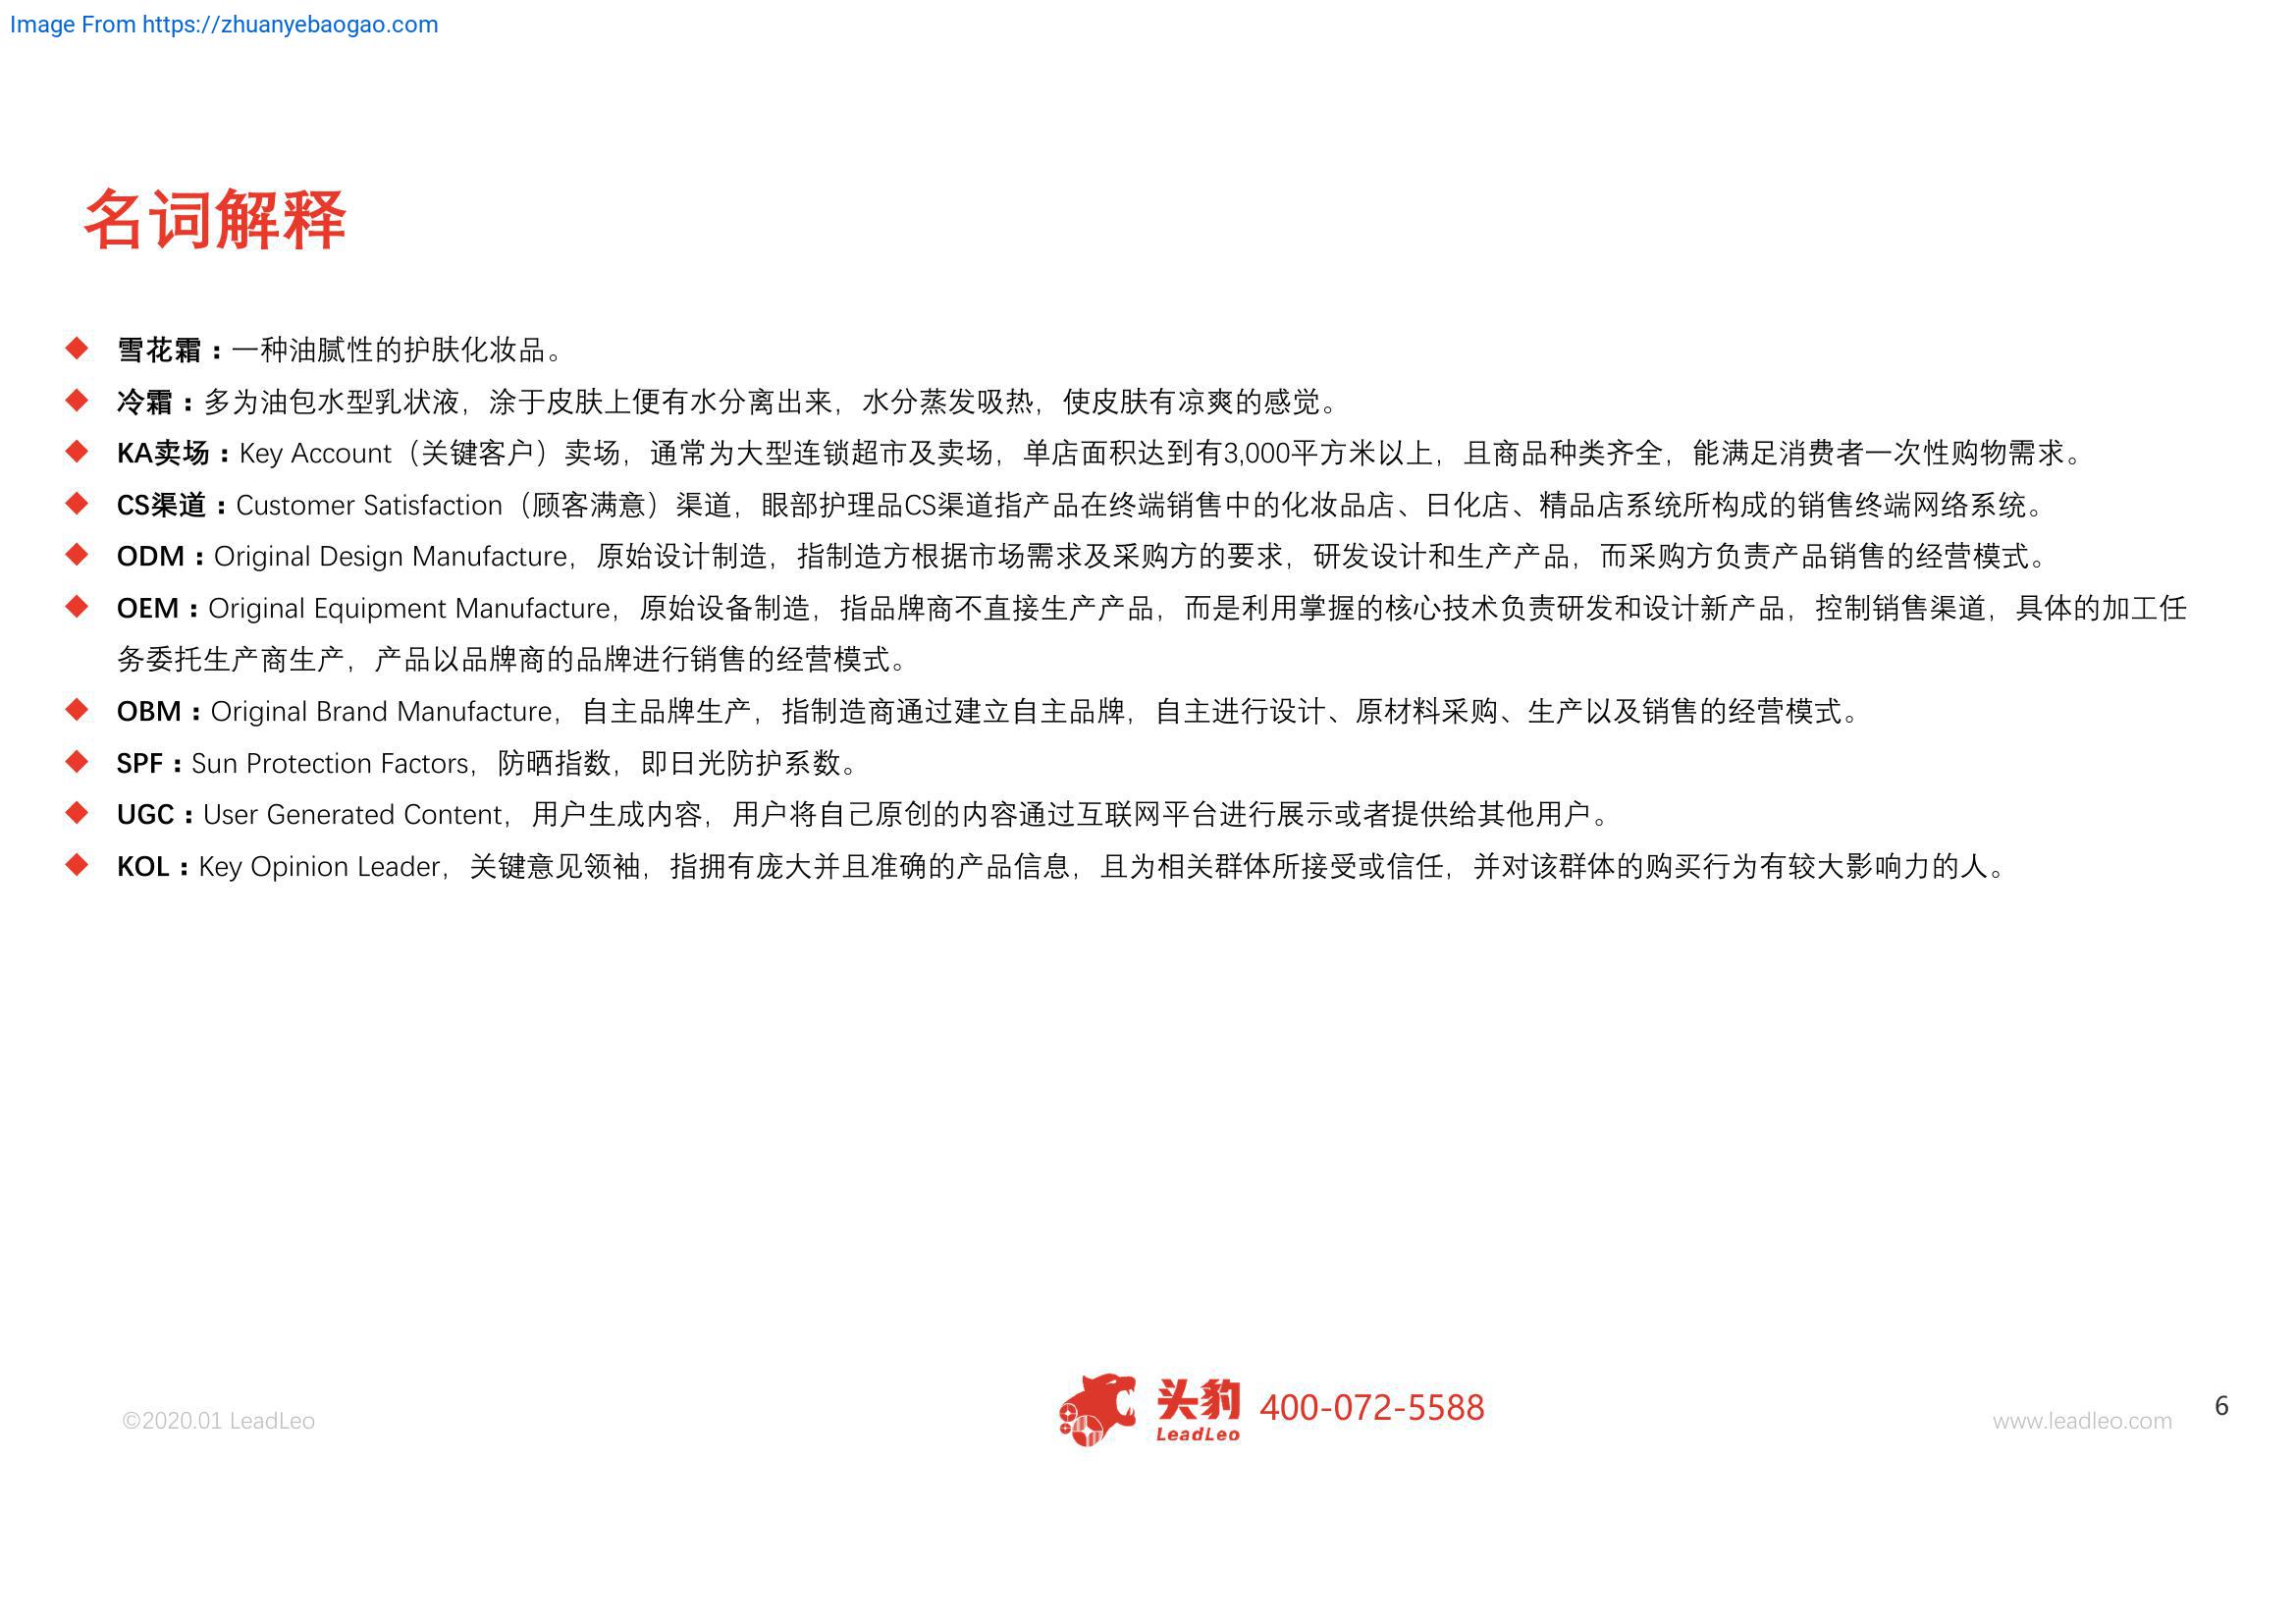 Image From https://zhuanyebaogao.com
名词解释
雪花霜：一种油腻性的护肤化妆品。
冷霜：多为油包水型乳状液，涂于皮肤上便有水分离出来，水分蒸发吸热，使皮肤有凉爽的感觉。
KA卖场：Key Account（关键客户）卖场，通常为大型连锁超市及卖场，单店面积达到有3,000平方米以上，且商品种类齐全，能满足消费者一次性购物需求。
CS渠道：Customer Satisfaction（顾客满意）渠道，眼部护理品CS渠道指产品在终端销售中的化妆品店、日化店、精品店系统所构成的销售终端网络系统。
ODM：Original Design Manufacture，原始设计制造，指制造方根据市场需求及采购方的要求，研发设计和生产产品，而采购方负责产品销售的经营模式。
OEM：Original Equipment Manufacture，原始设备制造，指品牌商不直接生产产品，而是利用掌握的核心技术负责研发和设计新产品，控制销售渠道，具体的加工任
务委托生产商生产，产品以品牌商的品牌进行销售的经营模式。
OBM：Original Brand Manufacture，自主品牌生产，指制造商通过建立自主品牌，自主进行设计、原材料采购、生产以及销售的经营模式。
SPF：Sun Protection Factors，防晒指数，即日光防护系数。
UGC：User Generated Content，用户生成内容，用户将自己原创的内容通过互联网平台进行展示或者提供给其他用户。
KOL：Key Opinion Leader，关键意见领袖，指拥有庞大并且准确的产品信息，且为相关群体所接受或信任，并对该群体的购买行为有较大影响力的人。
©2020.01 LeadLeo
头豹
LeadLeo
400-072-5588
www.leadleo.com
6